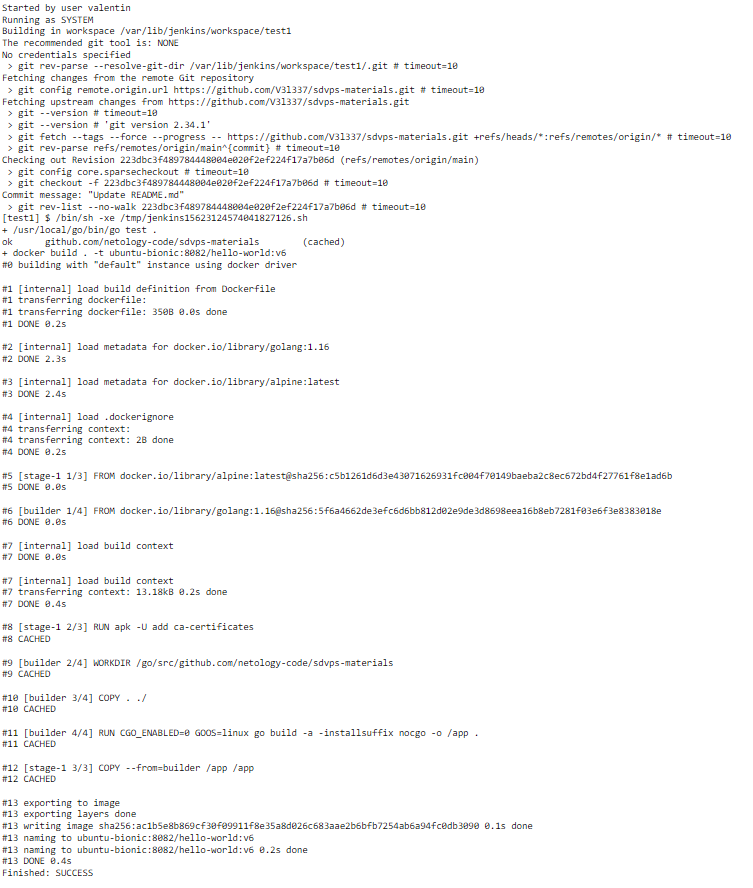 Started by user valentin
Running as SYSTEM
Building in workspace /var/lib/jenkins/workspace/test1
The recommended git tool is: NONE
No credentials specified
 > git rev-parse --resolve-git-dir /var/lib/jenkins/workspace/test1/.git # timeout=10
Fetching changes from the remote Git repository
 > git config remote.origin.url https://github.com/V3l337/sdvps-materials.git # timeout=10
Fetching upstream changes from https://github.com/V3l337/sdvps-materials.git
 > git --version # timeout=10
 > git --version # 'git version 2.34.1'
 > git fetch --tags --force --progress -- https://github.com/V3l337/sdvps-materials.git +refs/heads/*:refs/remotes/origin/* # timeout=10
 > git rev-parse refs/remotes/origin/main^{commit} # timeout=10
Checking out Revision 223dbc3f489784448004e020f2ef224f17a7b06d (refs/remotes/origin/main)
 > git config core.sparsecheckout # timeout=10
 > git checkout -f 223dbc3f489784448004e020f2ef224f17a7b06d # timeout=10
Commit message: "Update README.md"
 > git rev-list --no-walk 223dbc3f489784448004e020f2ef224f17a7b06d # timeout=10
[test1] $ /bin/sh -xe /tmp/jenkins15623124574041827126.sh
+ /usr/local/go/bin/go test .
ok  	github.com/netology-code/sdvps-materials	(cached)
+ docker build . -t ubuntu-bionic:8082/hello-world:v6
#0 building with "default" instance using docker driver

#1 [internal] load build definition from Dockerfile
#1 transferring dockerfile:
#1 transferring dockerfile: 350B 0.0s done
#1 DONE 0.2s

#2 [internal] load metadata for docker.io/library/golang:1.16
#2 DONE 2.3s

#3 [internal] load metadata for docker.io/library/alpine:latest
#3 DONE 2.4s

#4 [internal] load .dockerignore
#4 transferring context:
#4 transferring context: 2B done
#4 DONE 0.2s

#5 [stage-1 1/3] FROM docker.io/library/alpine:latest@sha256:c5b1261d6d3e43071626931fc004f70149baeba2c8ec672bd4f27761f8e1ad6b
#5 DONE 0.0s

#6 [builder 1/4] FROM docker.io/library/golang:1.16@sha256:5f6a4662de3efc6d6bb812d02e9de3d8698eea16b8eb7281f03e6f3e8383018e
#6 DONE 0.0s

#7 [internal] load build context
#7 DONE 0.0s

#7 [internal] load build context
#7 transferring context: 13.18kB 0.2s done
#7 DONE 0.4s

#8 [stage-1 2/3] RUN apk -U add ca-certificates
#8 CACHED

#9 [builder 2/4] WORKDIR /go/src/github.com/netology-code/sdvps-materials
#9 CACHED

#10 [builder 3/4] COPY . ./
#10 CACHED

#11 [builder 4/4] RUN CGO_ENABLED=0 GOOS=linux go build -a -installsuffix nocgo -o /app .
#11 CACHED

#12 [stage-1 3/3] COPY --from=builder /app /app
#12 CACHED

#13 exporting to image
#13 exporting layers done
#13 writing image sha256:ac1b5e8b869cf30f09911f8e35a8d026c683aae2b6bfb7254ab6a94fc0db3090 0.1s done
#13 naming to ubuntu-bionic:8082/hello-world:v6
#13 naming to ubuntu-bionic:8082/hello-world:v6 0.2s done
#13 DONE 0.4s
Finished: SUCCESS